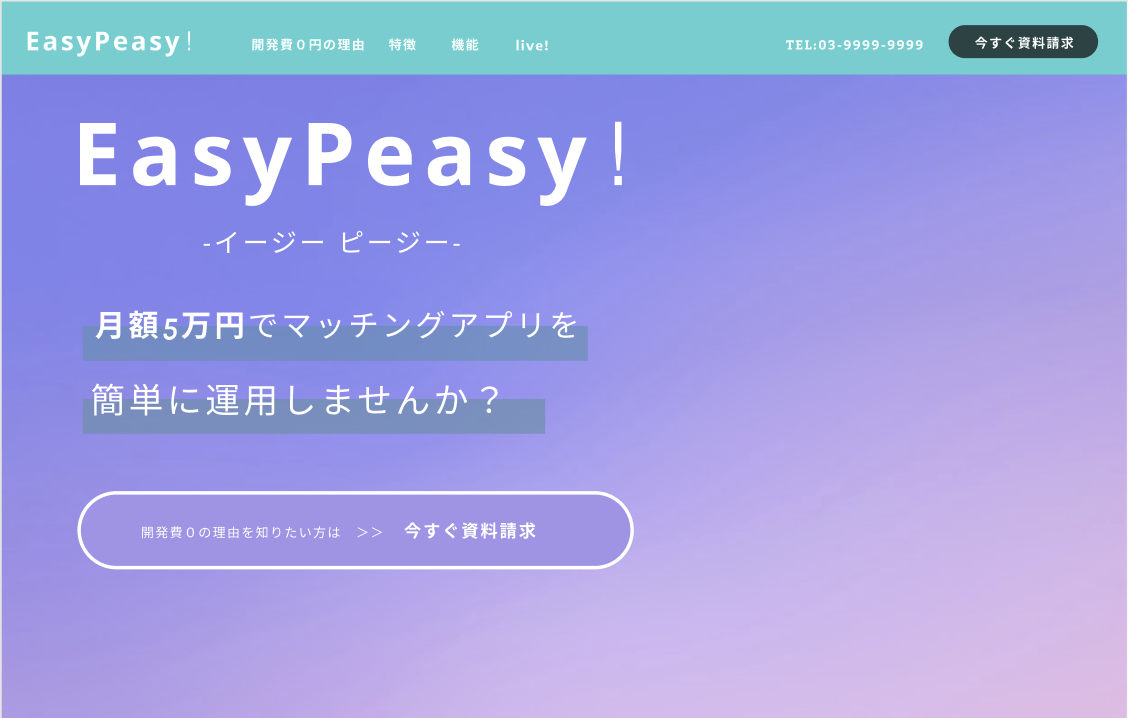 EasyPeasy!
開発費０円の理由 特徴 機能 live! TEL:03-9999-9999 今すぐ資料請求
EasyPeasy!
-イージー ピージー-
月額5万円でマッチングアプリを
簡単に運用しませんか？
開発費０の理由を知りたい方は ＞＞ 今すぐ資料請求